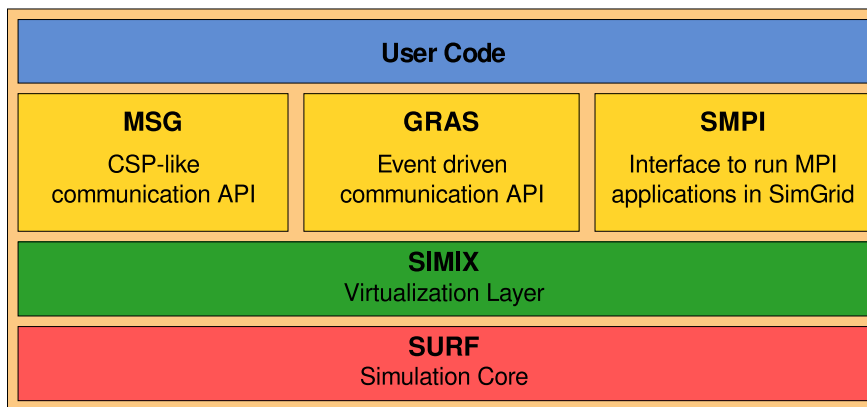 User Code
MSG
CSP-like
communication API
GRAS
Event driven
communication API
SMPI
Interface to run MPI
applications in SimGrid
SIMIX
Virtualization Layer
SURF
Simulation Core